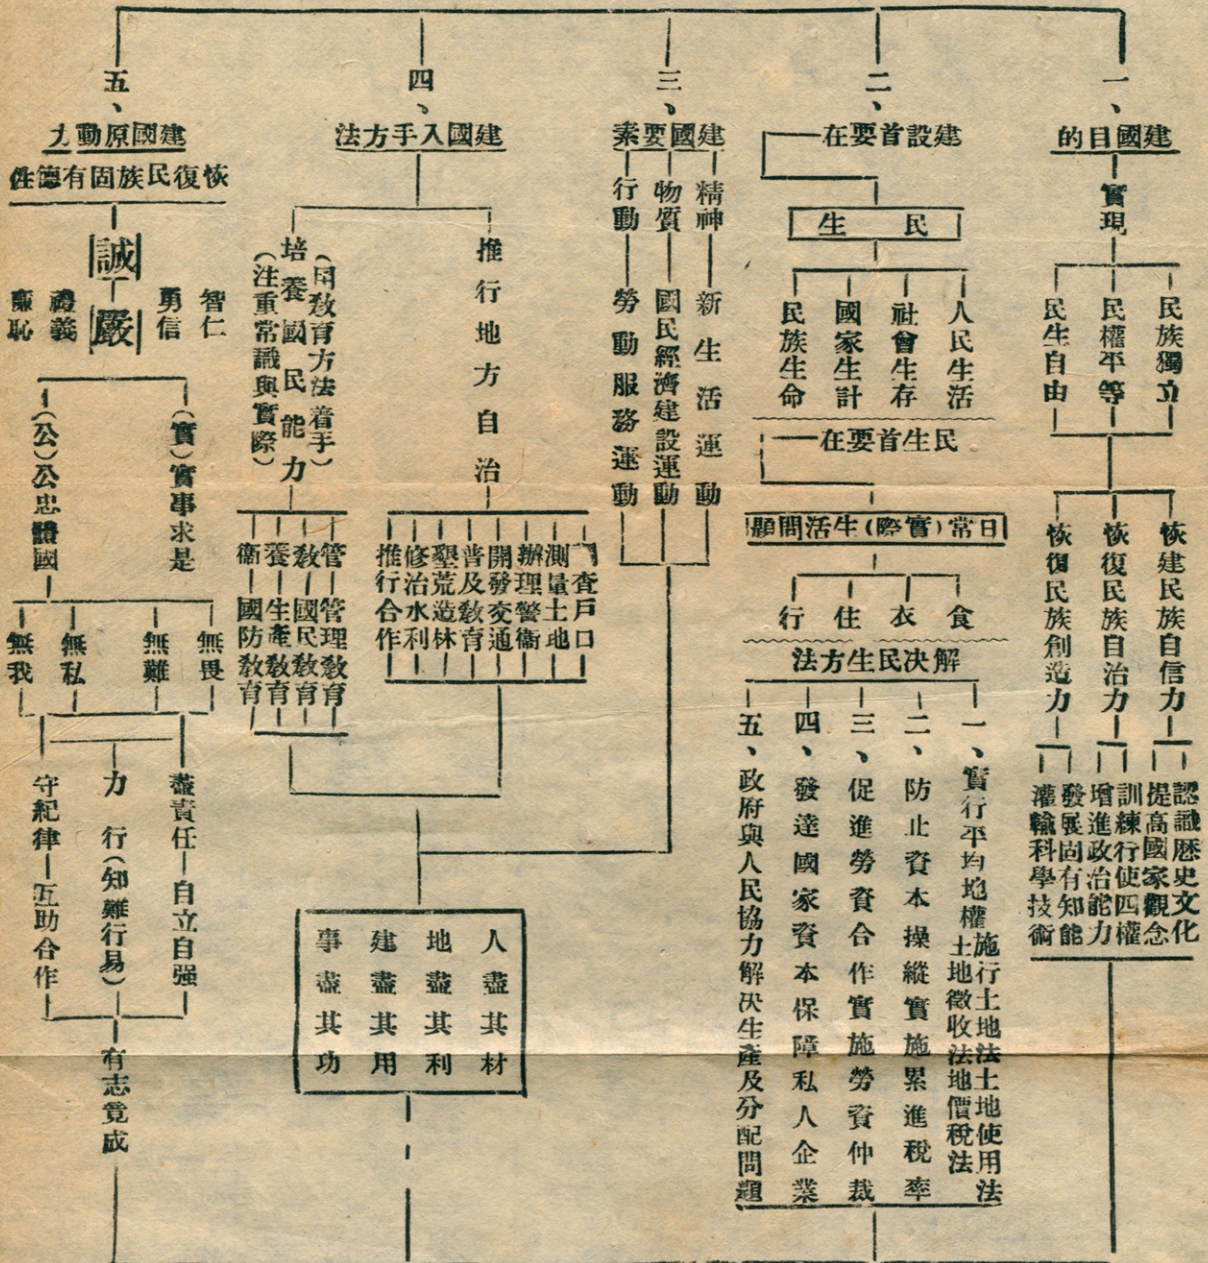 一、
建國目的
實現
民族獨立
民權平等
民生自由
恢建民族自信力
恢復民族自治力
恢復民族創造力
認識歷史文化
提高國家觀念
訓練行使四權
增進政治能力
發展固有知能
灌輸科學技術
二、
建設首要在
民生
人民生活
社會生存
國家生計
民族生命
民生首要在
日常(實際)生活問題
食
衣
住
行
解決民生方法
一、實行平均地權
施行土地法土地使用法
土地徵收法地價稅法
二、防止資本操縱實施累進稅率
三、促進勞資合作實施勞資仲裁
四、發達國家資本保障私人企業
五、政府與人民協力解決生產及分配問題
三、
建國要素
精神
新生活運動
物質
國民經濟建設運動
行動
勞動服務運動
四、
建國入手方法
推行地方自治
查戶口
測量土地
辦理警衛
開發交通
普及教育
墾荒造林
修治水利
推行合作
(由教育方法着手)
培養國民能力
(注重常識與實際)
管
管理教育
教
國民教育
養
生產教育
衛
國防教育
人盡其材
地盡其利
建盡其用
事盡其功
五、
建國原動力
恢復民族固有德性
誠
嚴
智仁
勇信
禮義
廉恥
(實)實事求是
(公)公忠體國
無畏
無難
無私
無我
盡責任
自立自强
力行(知難行易)
守紀律
互助合作
有志竟成